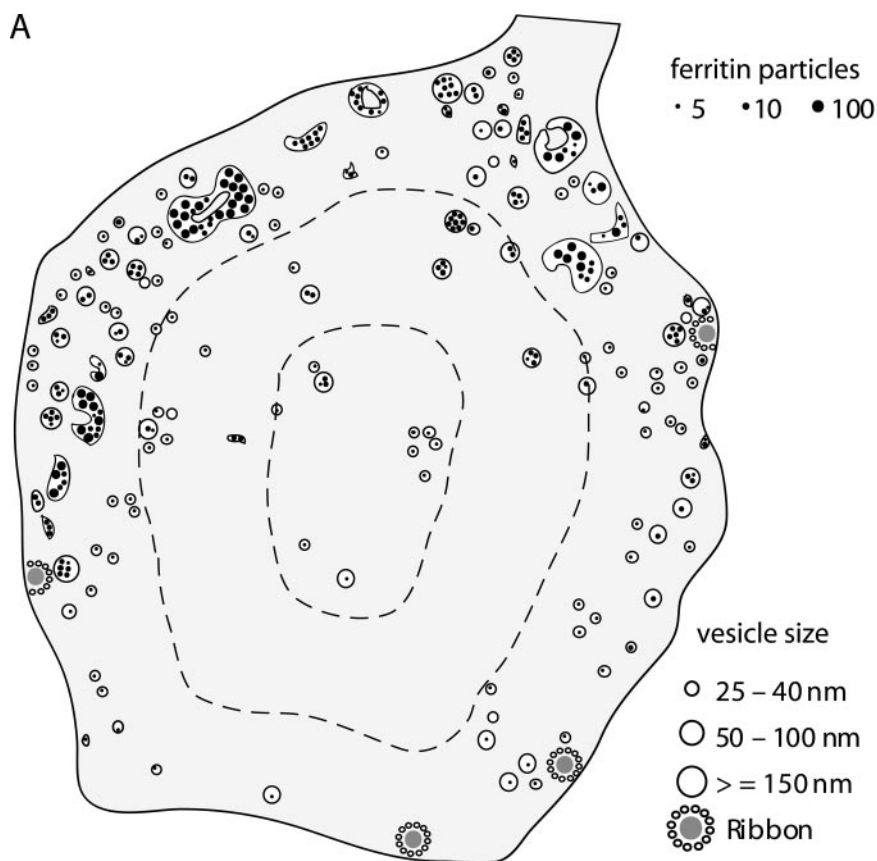 A
ferritin particles
5 10 100
vesicle size
25 – 40 nm
50 – 100 nm
> = 150 nm
Ribbon